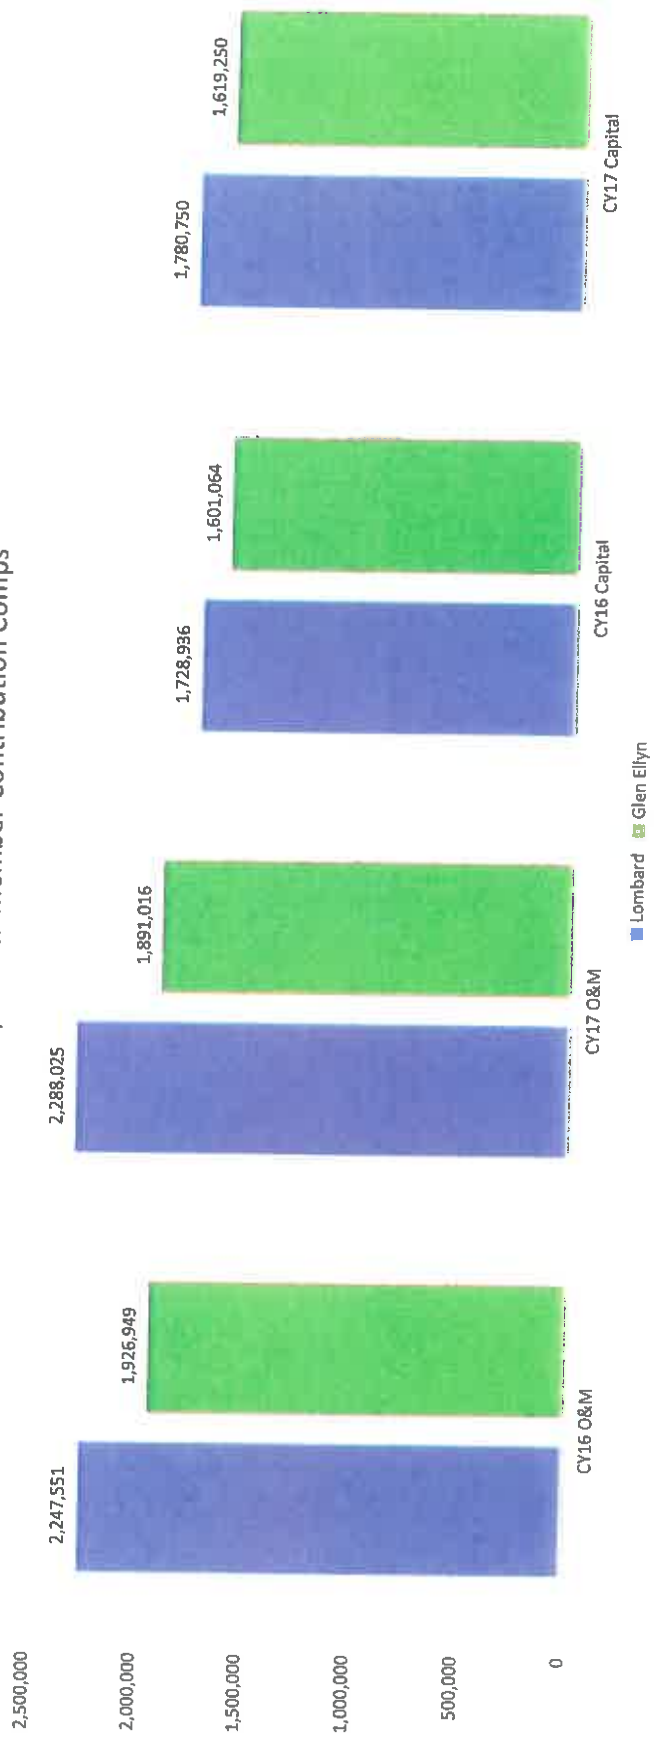 Member Contribution Comps
2,500,000
2,000,000
1,500,000
1,000,000
500,000
0
2,247,551
1,926,949
2,288,025
1,891,016
1,728,936
1,601,064
1,780,750
1,619,250
CY16 O&M
CY17 O&M
CY16 Capital
CY17 Capital
Lombard
Glen Ellyn